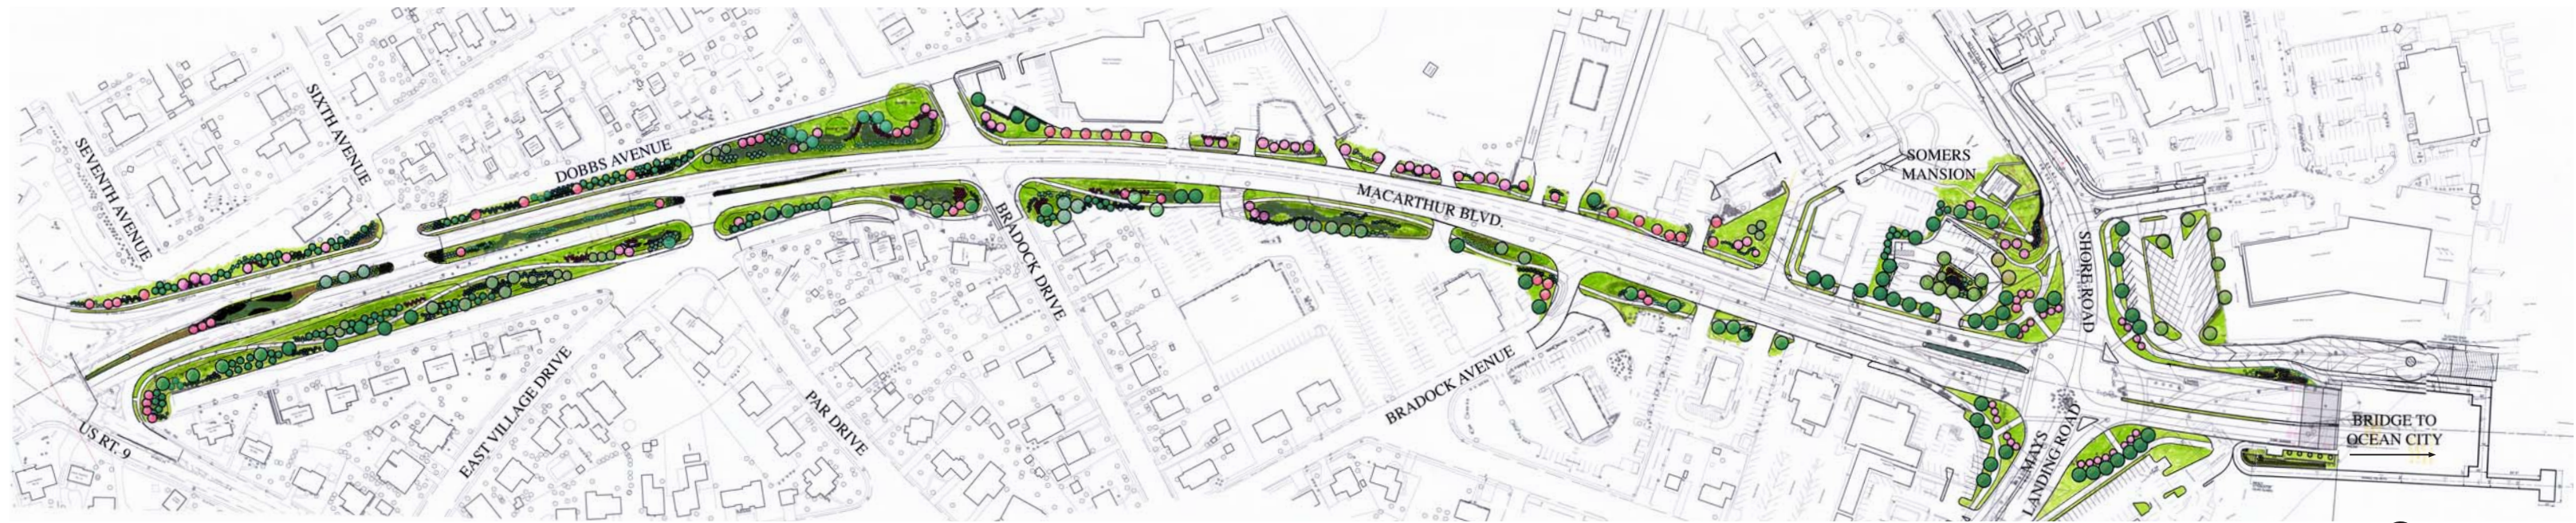 SEVENTH AVENUE
SIXTH AVENUE
DOBBS AVENUE
US RT. 9
EAST VILLAGE DRIVE
PAR DRIVE
BRADOCK DRIVE
MACARTHUR BLVD.
BRADOCK AVENUE
SOMERS
MANSION
SHORE ROAD
MAYS
LANDING ROAD
BRIDGE TO
OCEAN CITY